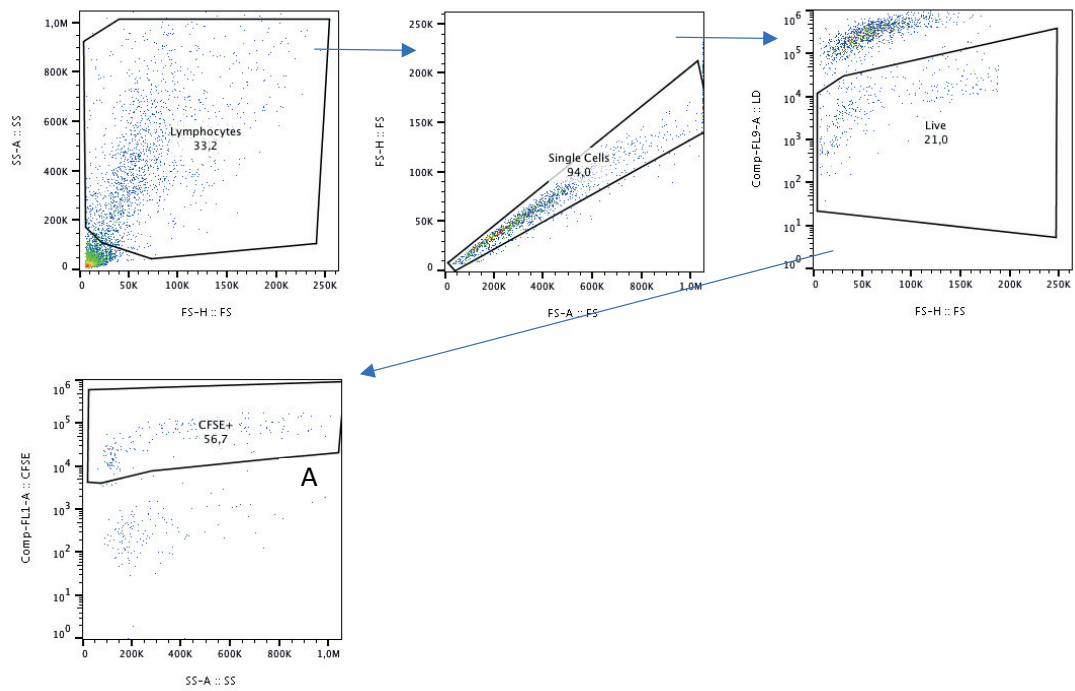 1,0M
800K
600K
400K
200K
0
SS-A :: SS
Lymphocytes
33,2
0 50K 100K 150K 200K 250K
FS-H :: FS
250K
200K
150K
100K
50K
0
FS-H :: FS
Single Cells
94,0
0 200K 400K 600K 800K 1,0M
FS-A :: FS
10^6
10^5
10^4
10^3
10^2
10^1
10^0
Comp-FL9-A :: LD
Live
21,0
0 50K 100K 150K 200K 250K
FS-H :: FS
10^6
10^5
10^4
10^3
10^2
10^1
10^0
Comp-FL1-A :: CFSE
CFSE+
56,7
A
0 200K 400K 600K 800K 1,0M
SS-A :: SS